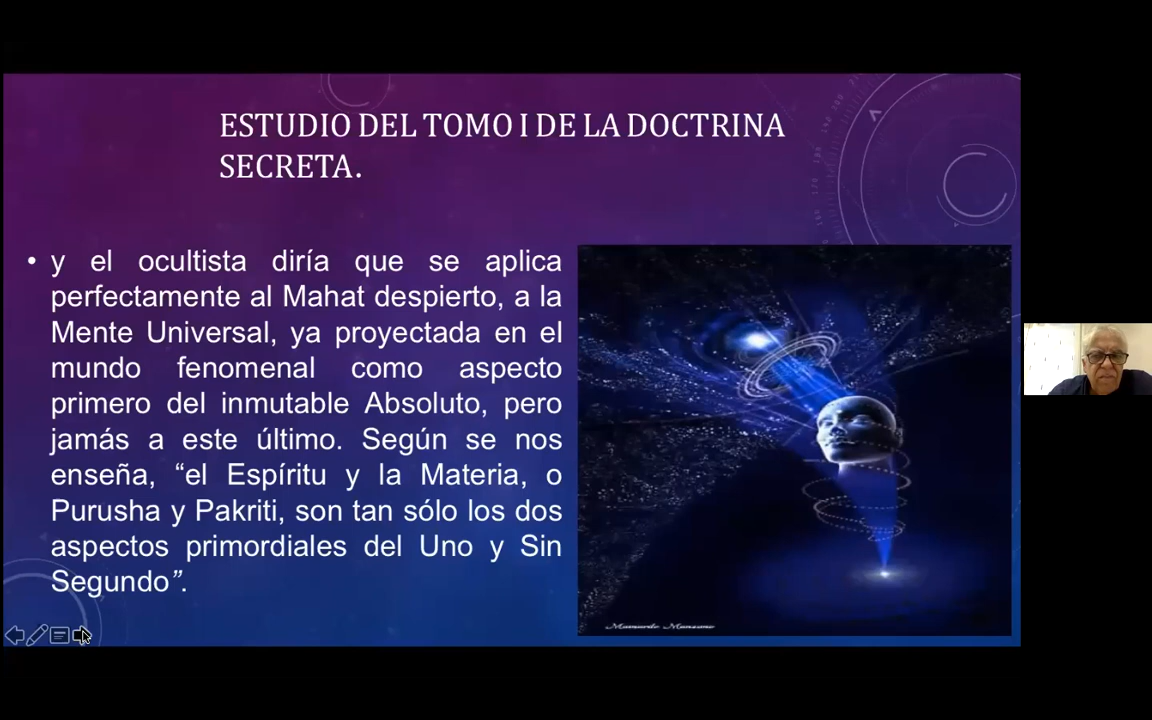 ESTUDIO DEL TOMO I DE LA DOCTRINA
SECRETA.
• y el ocultista diría que se aplica
perfectamente al Mahat despierto, a la
Mente Universal, ya proyectada en el
mundo fenomenal como aspecto
primero del inmutable Absoluto, pero
jamás a este último. Según se nos
enseña, “el Espíritu y la Materia, o
Purusha y Pakriti, son tan sólo los dos
aspectos primordiales del Uno y Sin
Segundo”.